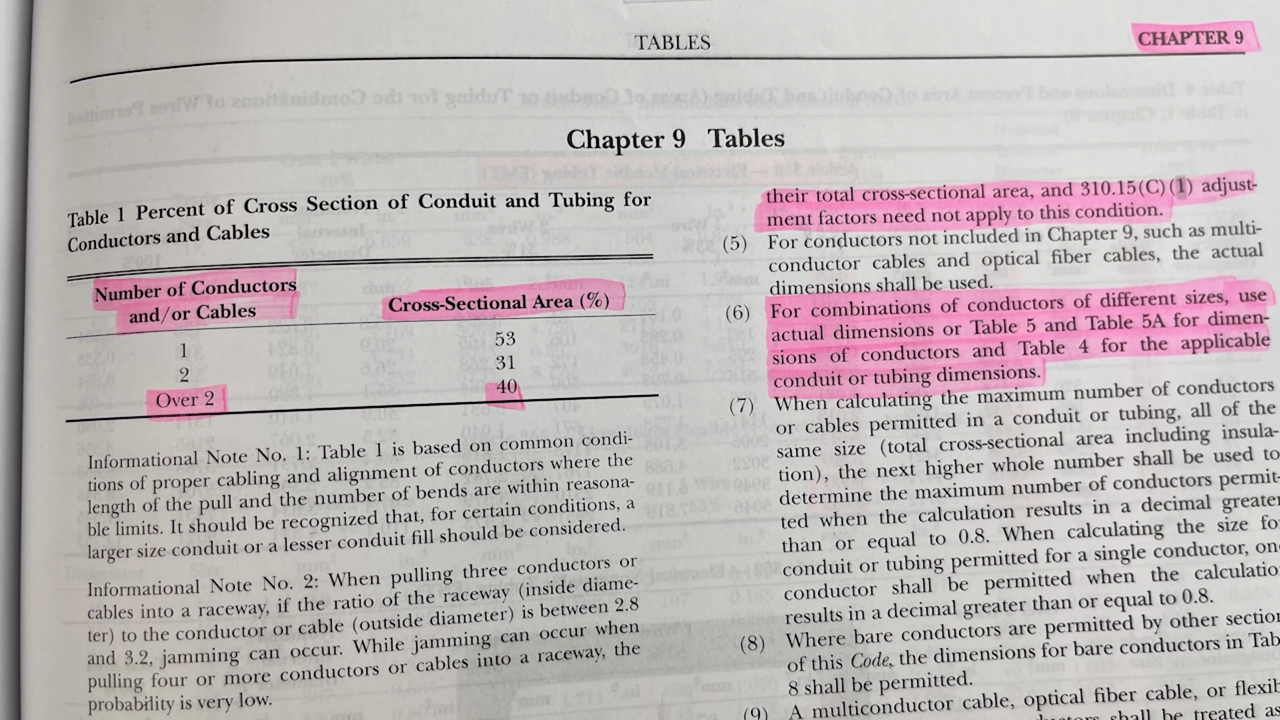 TABLES
CHAPTER 9
Chapter 9 Tables
Table 1 Percent of Cross Section of Conduit and Tubing for
Conductors and Cables
Number of Conductors
and/or Cables
Cross-Sectional Area (%)
1 53
2 31
Over 2 40
Informational Note No. 1: Table 1 is based on common condi-
tions of proper cabling and alignment of conductors where the
length of the pull and the number of bends are within reasona-
ble limits. It should be recognized that, for certain conditions, a
larger size conduit or a lesser conduit fill should be considered.
Informational Note No. 2: When pulling three conductors or
cables into a raceway, if the ratio of the raceway (inside diame-
ter) to the conductor or cable (outside diameter) is between 2.8
and 3.2, jamming can occur. While jamming can occur when
pulling four or more conductors or cables into a raceway, the
probability is very low.
their total cross-sectional area, and 310.15(C)(1) adjust-
ment factors need not apply to this condition.
(5) For conductors not included in Chapter 9, such as multi-
conductor cables and optical fiber cables, the actual
dimensions shall be used.
(6) For combinations of conductors of different sizes, use
actual dimensions or Table 5 and Table 5A for dimen-
sions of conductors and Table 4 for the applicable
conduit or tubing dimensions.
(7) When calculating the maximum number of conductors
or cables permitted in a conduit or tubing, all of the
same size (total cross-sectional area including insula-
tion), the next higher whole number shall be used to
determine the maximum number of conductors permit-
ted when the calculation results in a decimal greater
than or equal to 0.8. When calculating the size fo
conduit or tubing permitted for a single conductor, on
conductor shall be permitted when the calculatio
results in a decimal greater than or equal to 0.8.
(8) Where bare conductors are permitted by other section
of this Code, the dimensions for bare conductors in Tab
8 shall be permitted.
(9) A multiconductor cable, optical fiber cable, or flexib
shall be treated as